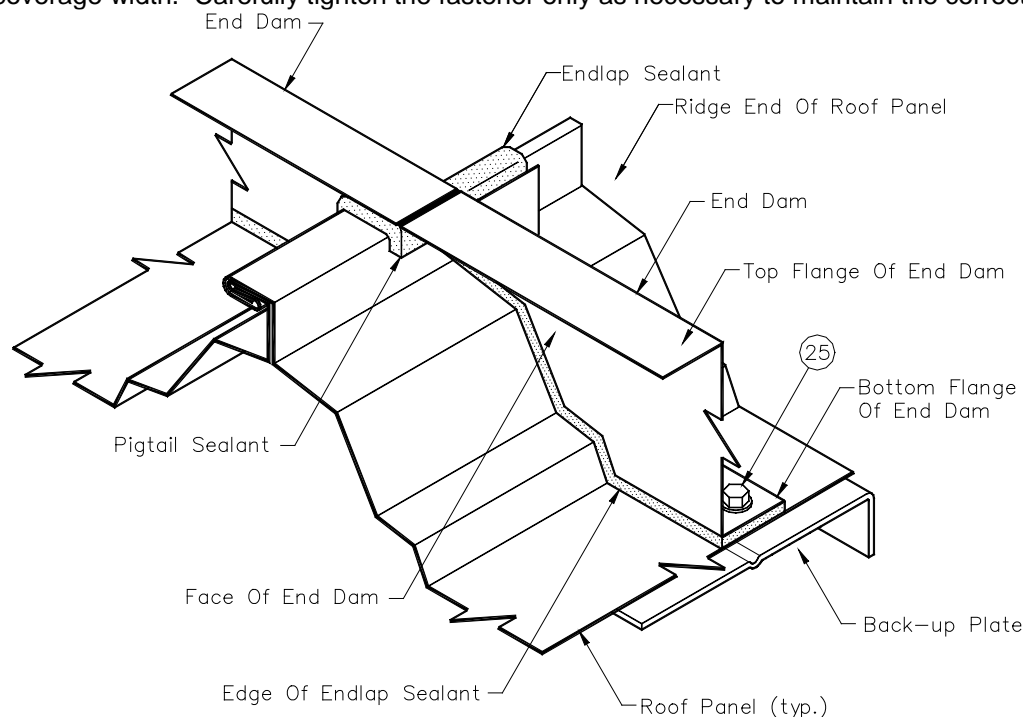 coverage width. Carefully tighten the fastener only as necessary to maintain the correct
End Dam
Endlap Sealant
Ridge End Of Roof Panel
End Dam
Top Flange Of End Dam
25
Bottom Flange
Of End Dam
Pigtail Sealant
Face Of End Dam
Back-up Plate
Edge Of Endlap Sealant
Roof Panel (typ.)